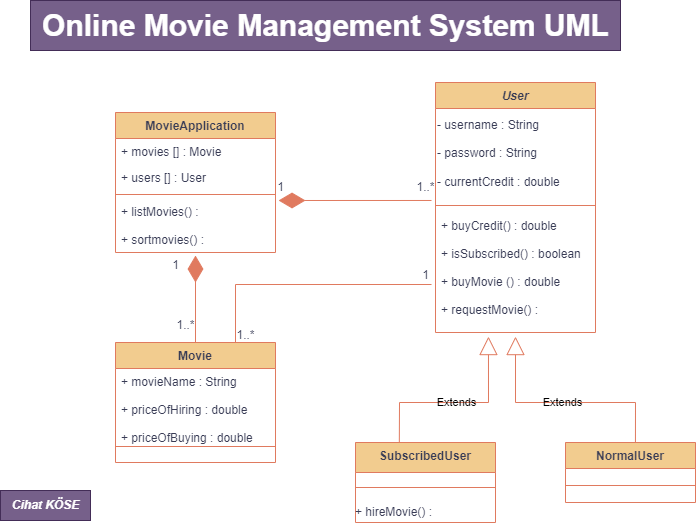 Online Movie Management System UML
MovieApplication
+ movies [] : Movie
+ users [] : User
+ listMovies() :
+ sortmovies() :
User
- username : String
- password : String
- currentCredit : double
+ buyCredit() : double
+ isSubscribed() : boolean
+ buyMovie () : double
+ requestMovie() :
1
1..*
1
1..*
1
1..*
Movie
+ movieName : String
+ priceOfHiring : double
+ priceOfBuying : double
Extends
Extends
SubscribedUser
+ hireMovie() :
NormalUser
Cihat KÖSE